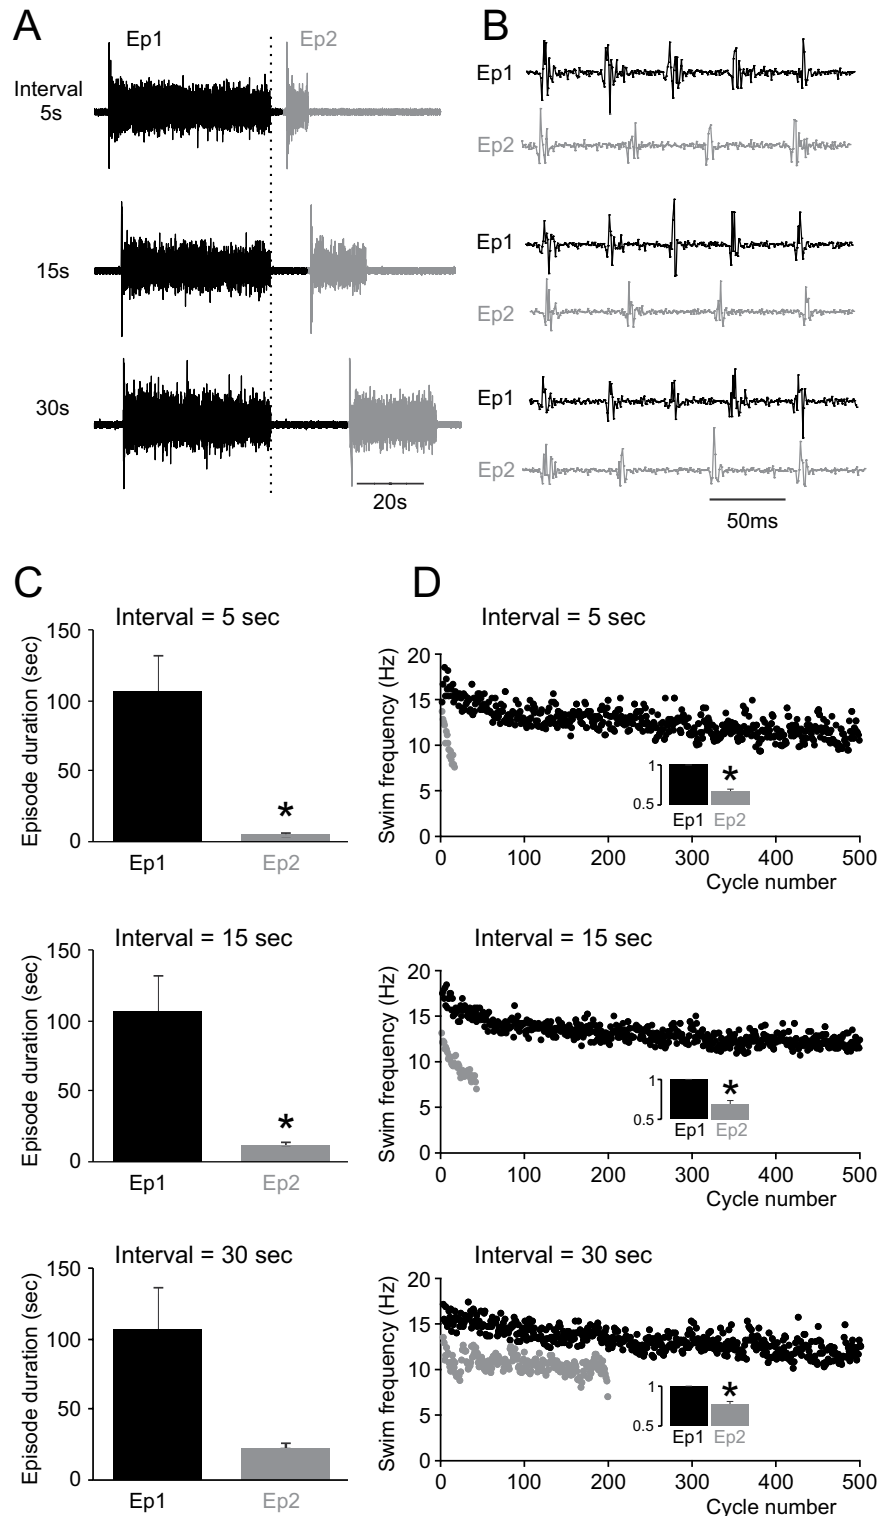 A
Ep1
Ep2
Interval
5s
15s
30s
20s
B
Ep1
Ep2
Ep1
Ep2
Ep1
Ep2
50ms
C
Interval = 5 sec
Episode duration (sec)
150
100
50
0
*
Ep1
Ep2
Interval = 15 sec
Episode duration (sec)
150
100
50
0
*
Ep1
Ep2
Interval = 30 sec
Episode duration (sec)
150
100
50
0
Ep1
Ep2
D
Interval = 5 sec
Swim frequency (Hz)
20
15
10
5
0
1
0.5
*
Ep1 Ep2
0 100 200 300 400 500
Cycle number
Interval = 15 sec
Swim frequency (Hz)
20
15
10
5
0
1
0.5
*
Ep1 Ep2
0 100 200 300 400 500
Cycle number
Interval = 30 sec
Swim frequency (Hz)
20
15
10
5
0
1
0.5
*
Ep1 Ep2
0 100 200 300 400 500
Cycle number